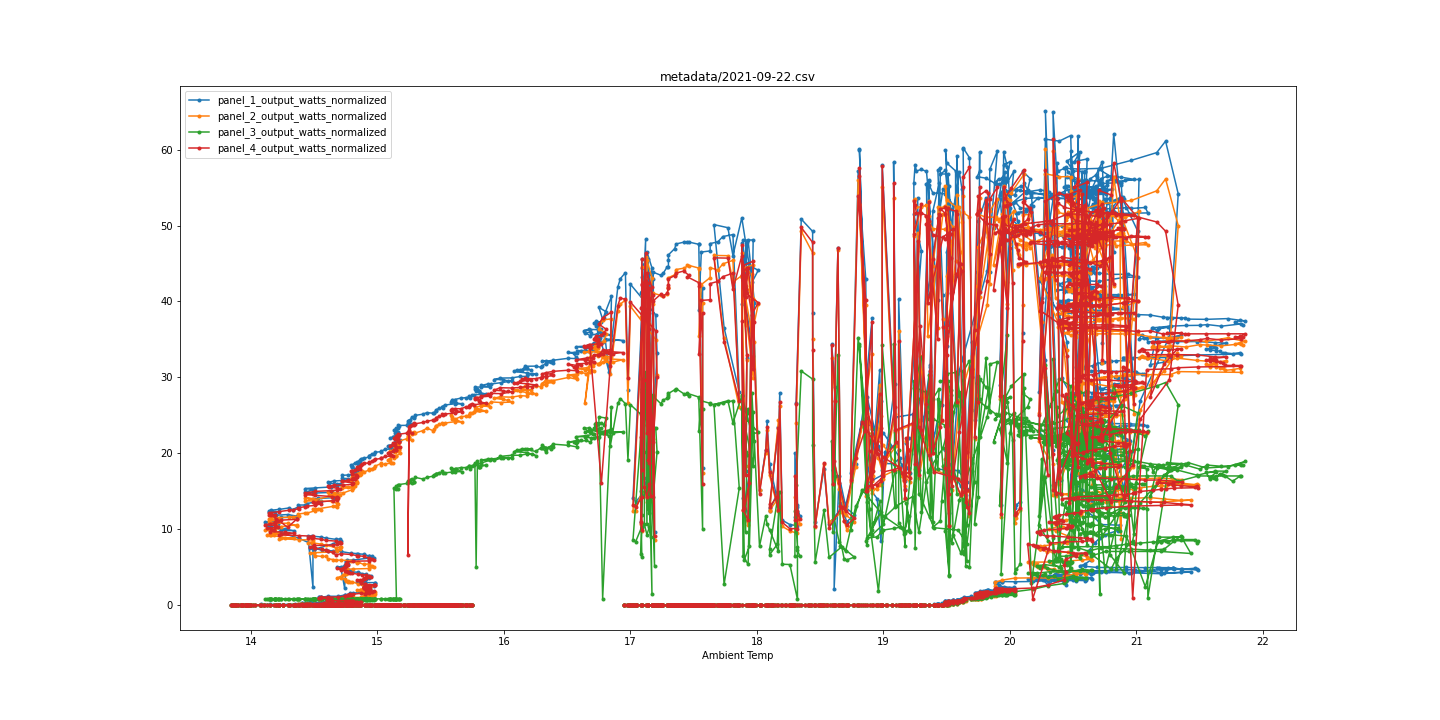 metadata/2021-09-22.csv
panel_1_output_watts_normalized
panel_2_output_watts_normalized
panel_3_output_watts_normalized
panel_4_output_watts_normalized
60
50
40
30
20
10
0
14 15 16 17 18 19 20 21 22
Ambient Temp